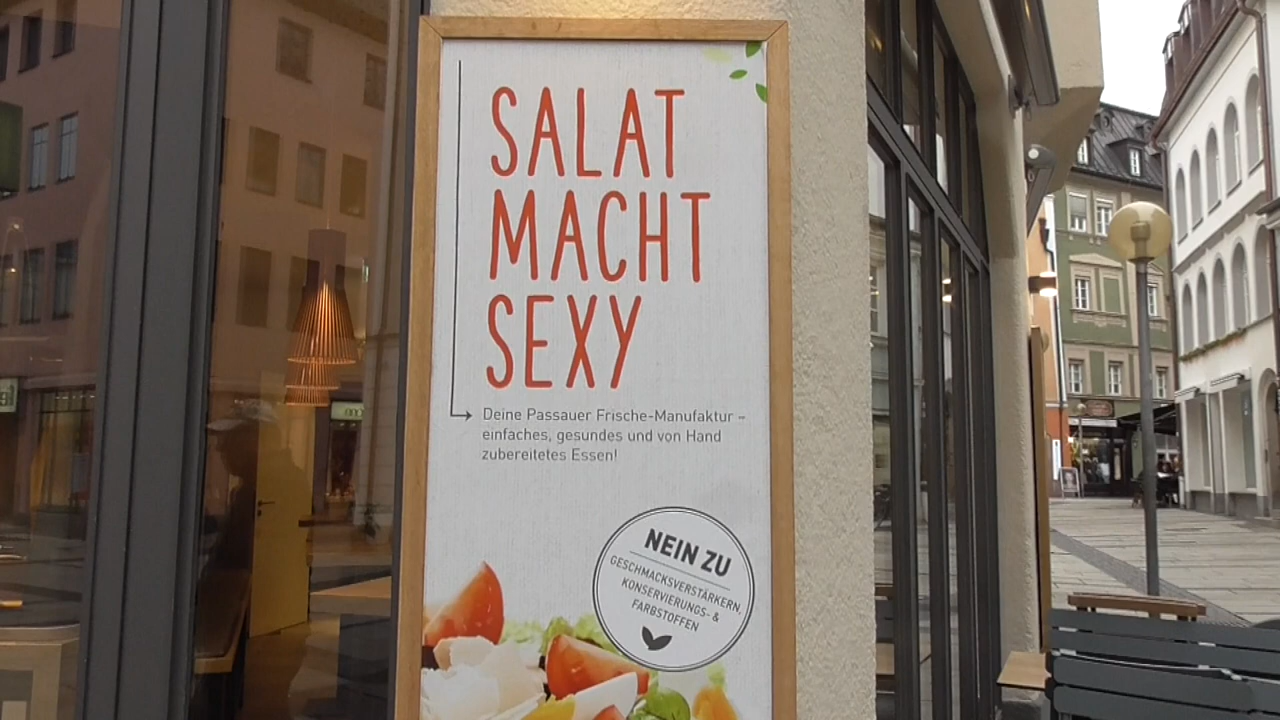 SALAT
MACHT
SEXY
Deine Passauer Frische-Manufaktur –
einfaches, gesundes und von Hand
zubereitetes Essen!
NEIN ZU
GESCHMACKSVERSTÄRKERN,
KONSERVIERUNGS- &
FARBSTOFFEN